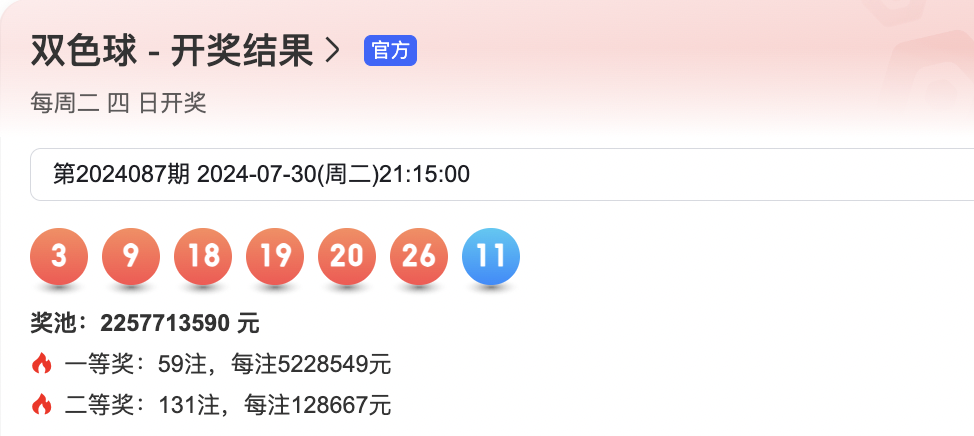 双色球 - 开奖结果 > 官方
每周二 四 日开奖
第2024087期 2024-07-30(周二)21:15:00
3 9 18 19 20 26 11
奖池：2257713590 元
一等奖：59注，每注5228549元
二等奖：131注，每注128667元